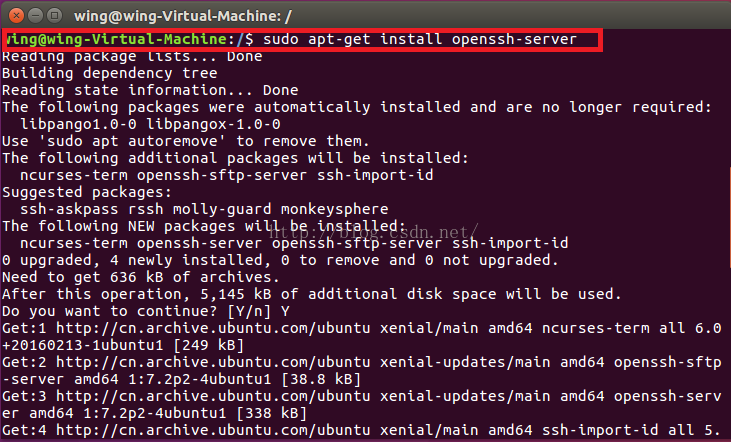 wing@wing-Virtual-Machine: /
wing@wing-Virtual-Machine:/$ sudo apt-get install openssh-server
Reading package lists... Done
Building dependency tree
Reading state information... Done
The following packages were automatically installed and are no longer required:
  libpango1.0-0 libpangox-1.0-0
Use 'sudo apt autoremove' to remove them.
The following additional packages will be installed:
  ncurses-term openssh-sftp-server ssh-import-id
Suggested packages:
  ssh-askpass rssh molly-guard monkeysphere
The following NEW packages will be installed:
http://blog.csdn.net/
  ncurses-term openssh-server openssh-sftp-server ssh-import-id
0 upgraded, 4 newly installed, 0 to remove and 0 not upgraded.
Need to get 636 kB of archives.
After this operation, 5,145 kB of additional disk space will be used.
Do you want to continue? [Y/n] Y
Get:1 http://cn.archive.ubuntu.com/ubuntu xenial/main amd64 ncurses-term all 6.0
+20160213-1ubuntu1 [249 kB]
Get:2 http://cn.archive.ubuntu.com/ubuntu xenial-updates/main amd64 openssh-sftp
-server amd64 1:7.2p2-4ubuntu1 [38.8 kB]
Get:3 http://cn.archive.ubuntu.com/ubuntu xenial-updates/main amd64 openssh-serv
er amd64 1:7.2p2-4ubuntu1 [338 kB]
Get:4 http://cn.archive.ubuntu.com/ubuntu xenial/main amd64 ssh-import-id all 5.